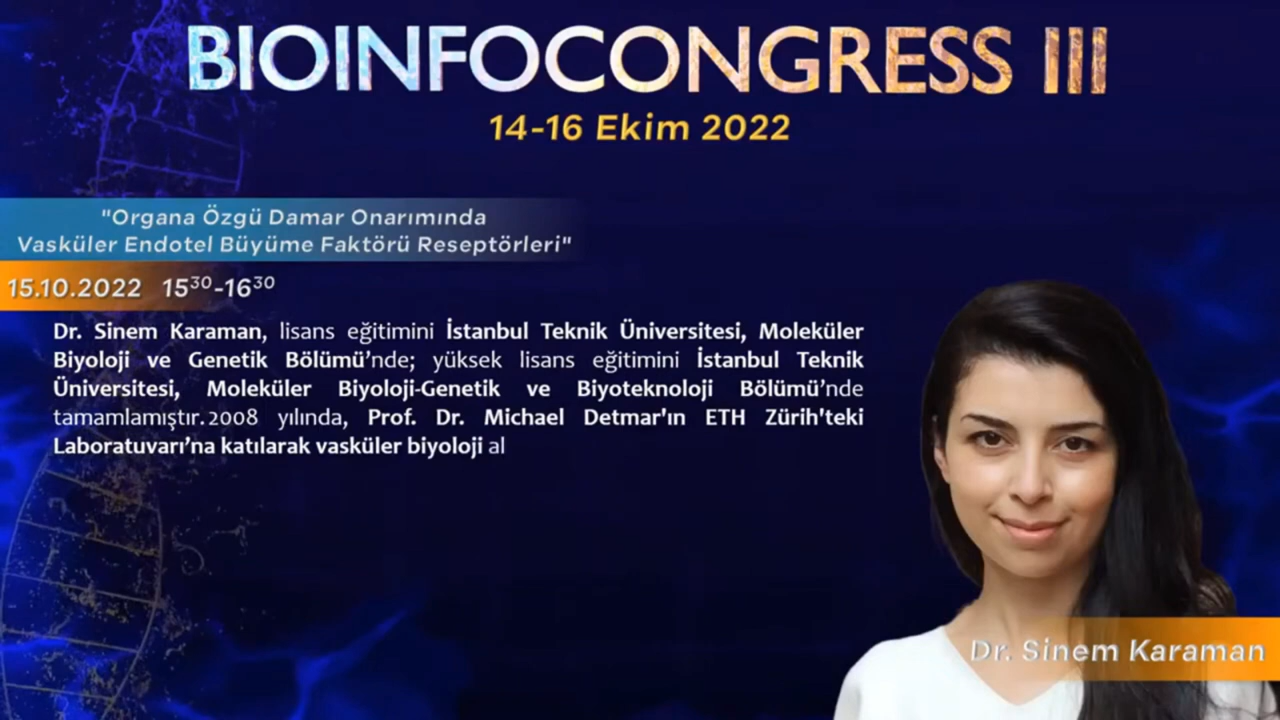 BIOINFOCONGRESS III
14-16 Ekim 2022
"Organa Özgü Damar Onarımında
Vasküler Endotel Büyüme Faktörü Reseptörleri"
15.10.2022 15³⁰-16³⁰
Dr. Sinem Karaman, lisans eğitimini İstanbul Teknik Üniversitesi, Moleküler
Biyoloji ve Genetik Bölümü’nde; yüksek lisans eğitimini İstanbul Teknik
Üniversitesi, Moleküler Biyoloji-Genetik ve Biyoteknoloji Bölümü’nde
tamamlamıştır.2008 yılında, Prof. Dr. Michael Detmar'ın ETH Zürih'teki
Laboratuvarı’na katılarak vasküler biyoloji al
Dr. Sinem Karaman